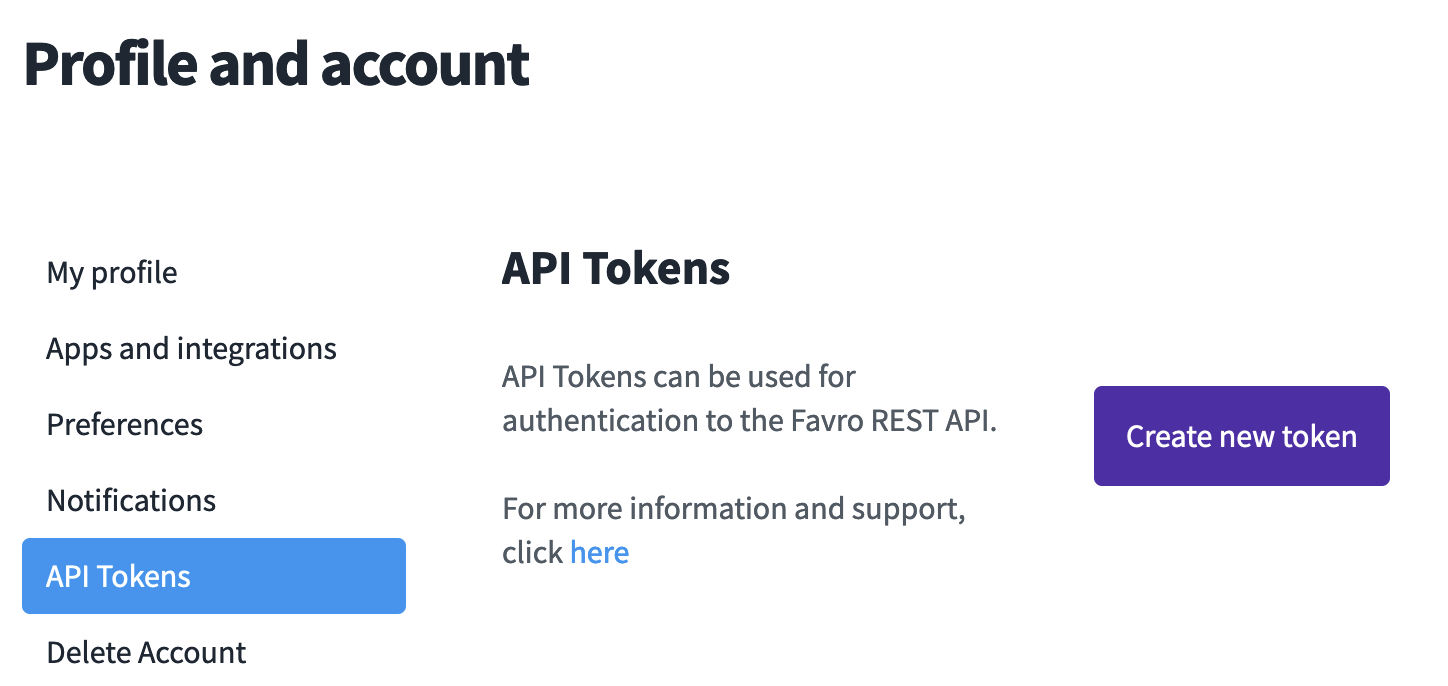 Profile and account
My profile
Apps and integrations
Preferences
Notifications
API Tokens
Delete Account
API Tokens
API Tokens can be used for
authentication to the Favro REST API.
For more information and support,
click here
Create new token